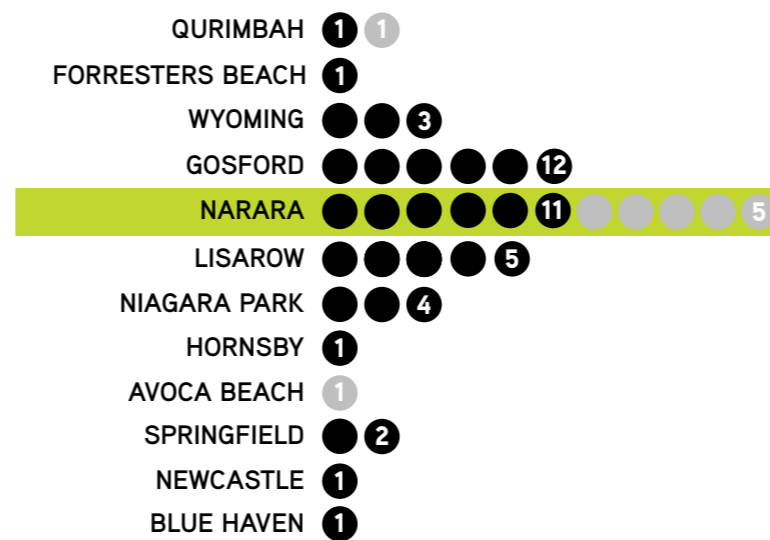 QURIMBAH 1 1
FORRESTERS BEACH 1
WYOMING 3
GOSFORD 12
NARARA 11 5
LISAROW 5
NIAGARA PARK 4
HORNSBY 1
AVOCA BEACH 1
SPRINGFIELD 2
NEWCASTLE 1
BLUE HAVEN 1